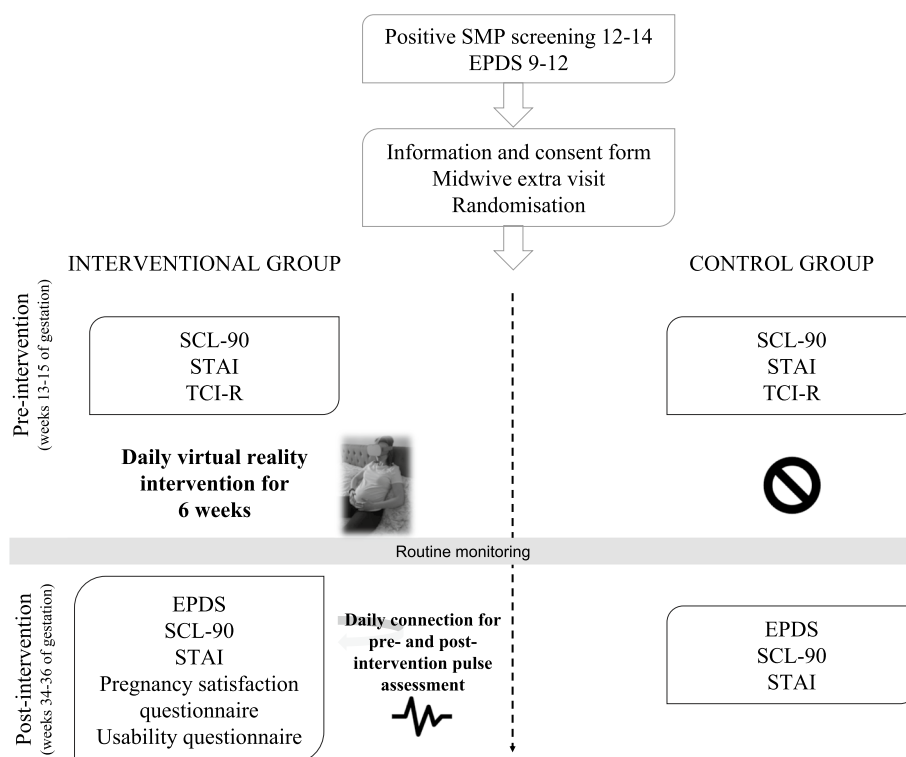 Positive SMP screening 12-14
EPDS 9-12
Information and consent form
Midwive extra visit
Randomisation
INTERVENTIONAL GROUP
CONTROL GROUP
Pre-intervention
(weeks 13-15 of gestation)
SCL-90
STAI
TCI-R
SCL-90
STAI
TCI-R
Daily virtual reality
intervention for
6 weeks
Routine monitoring
Post-intervention
(weeks 34-36 of gestation)
EPDS
SCL-90
STAI
Pregnancy satisfaction
questionnaire
Usability questionnaire
Daily connection for
pre- and post-
intervention pulse
assessment
EPDS
SCL-90
STAI